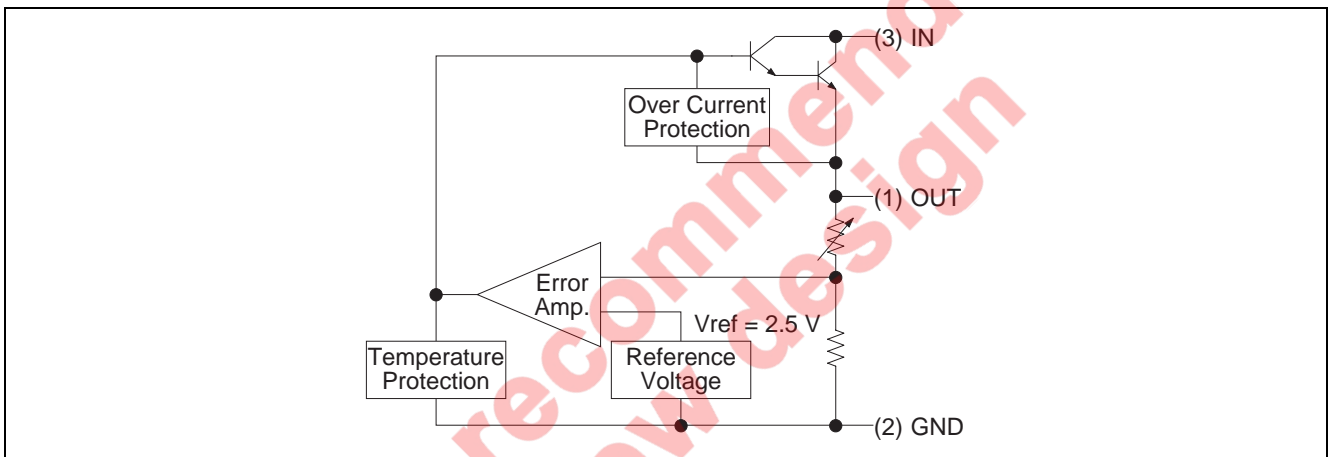 (3) IN
Over Current
Protection
(1) OUT
Error
Amp.
Vref = 2.5 V
Temperature
Protection
Reference
Voltage
(2) GND
recommend
design